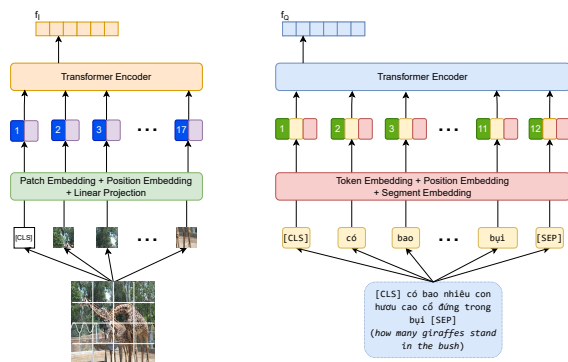 f_I
Transformer Encoder
1 2 3 ... 17
Patch Embedding + Position Embedding
+ Linear Projection
[CLS] ...
f_Q
Transformer Encoder
1 2 3 ... 11 12
Token Embedding + Position Embedding
+ Segment Embedding
[CLS] có bao ... bụi [SEP]
[CLS] có bao nhiêu con
hươu cao cổ đứng trong
bụi [SEP]
(how many giraffes stand
in the bush)